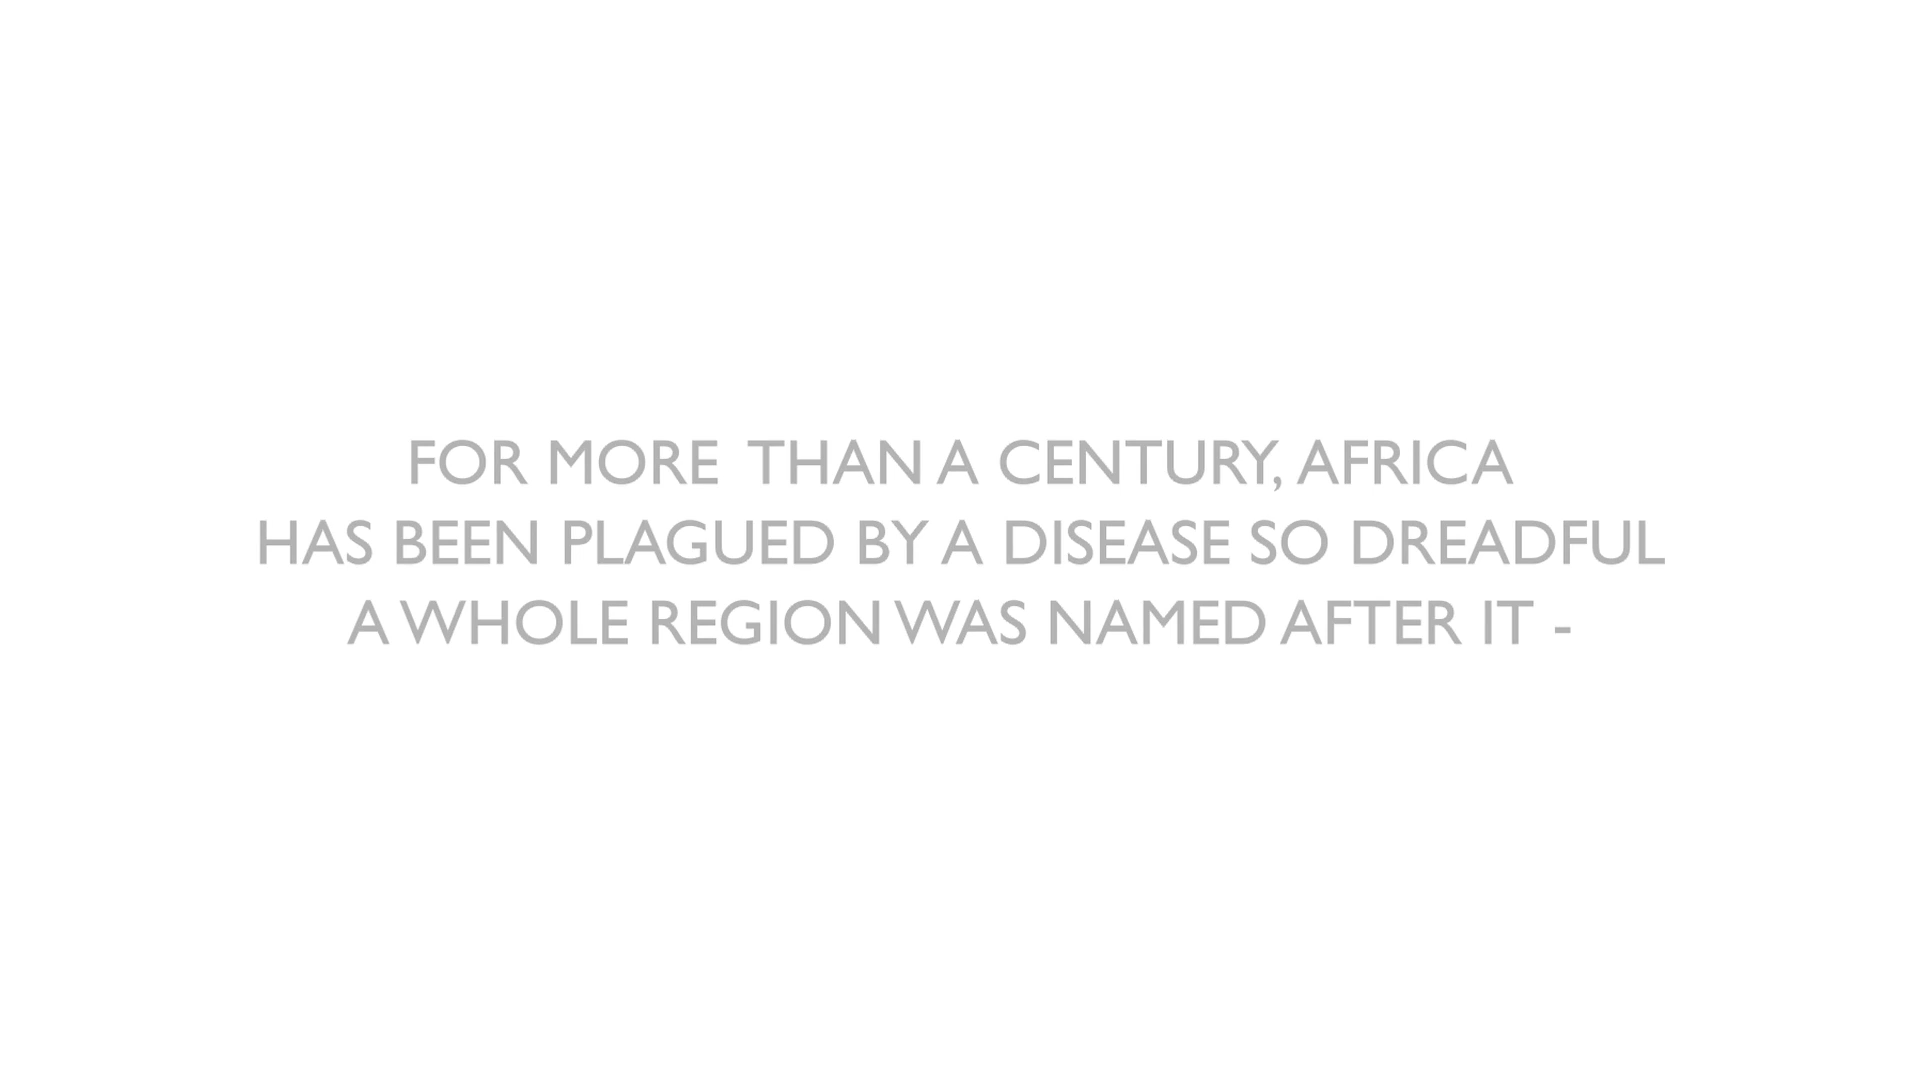 FOR MORE THAN A CENTURY, AFRICA
HAS BEEN PLAGUED BY A DISEASE SO DREADFUL
A WHOLE REGION WAS NAMED AFTER IT -